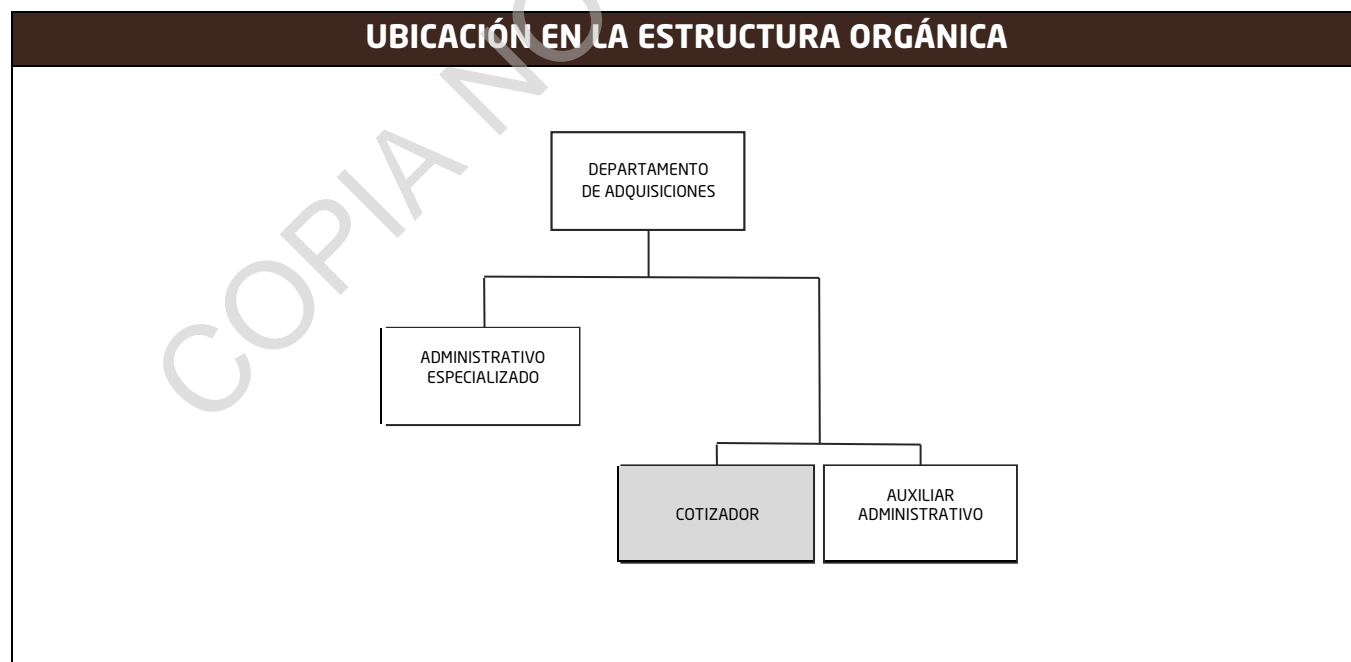 UBICACIÓN EN LA ESTRUCTURA ORGÁNICA
COPIA NO
DEPARTAMENTO
DE ADQUISICIONES
ADMINISTRATIVO
ESPECIALIZADO
COTIZADOR
AUXILIAR
ADMINISTRATIVO